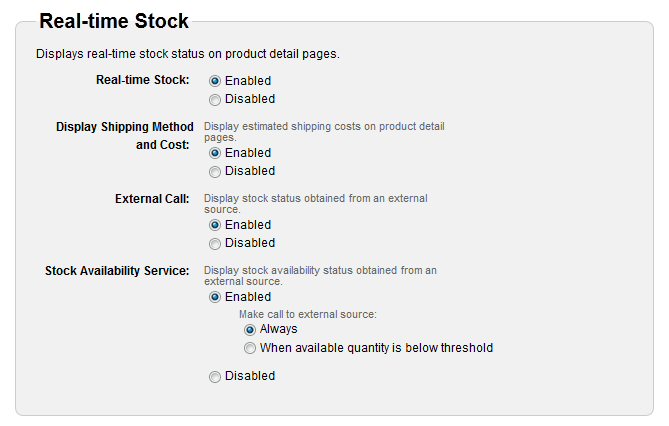 Real-time Stock
Displays real-time stock status on product detail pages.
Real-time Stock:
Enabled
Disabled
Display Shipping Method
and Cost:
Display estimated shipping costs on product detail
pages.
Enabled
Disabled
External Call:
Display stock status obtained from an external
source.
Enabled
Disabled
Stock Availability Service:
Display stock availability status obtained from an
external source.
Enabled
Make call to external source:
Always
When available quantity is below threshold
Disabled